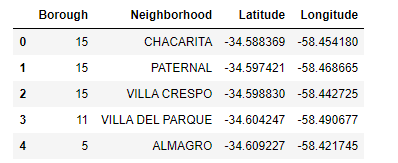 Borough Neighborhood Latitude Longitude
0 15 CHACARITA -34.588369 -58.454180
1 15 PATERNAL -34.597421 -58.468665
2 15 VILLA CRESPO -34.598830 -58.442725
3 11 VILLA DEL PARQUE -34.604247 -58.490677
4 5 ALMAGRO -34.609227 -58.421745